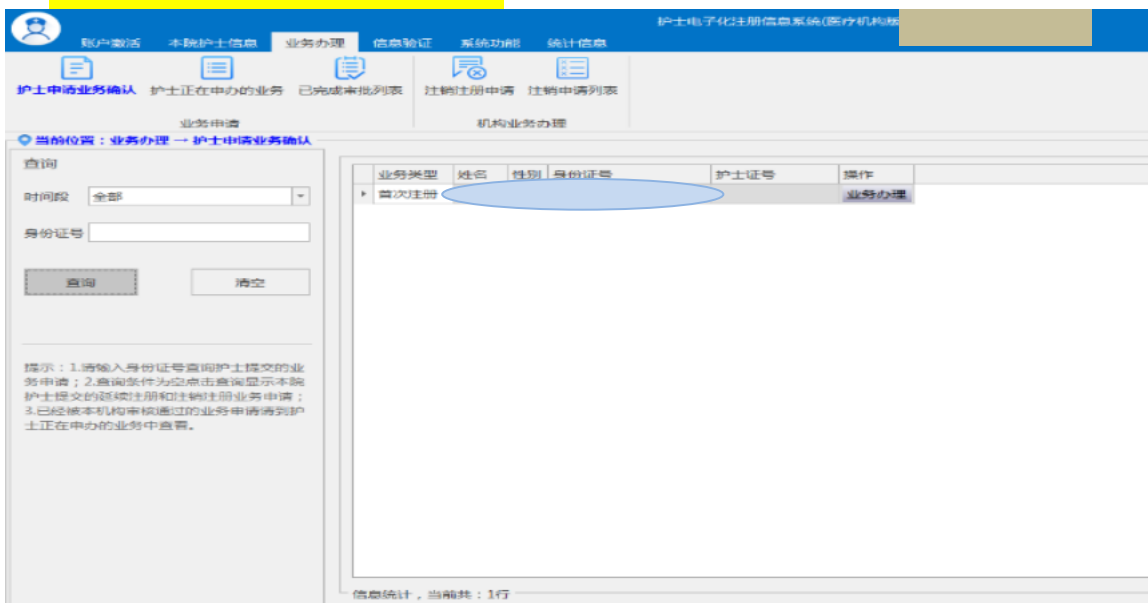 护士电子化注册信息系统(医疗机构版
账户激活 本院护士信息 业务办理 信息验证 系统功能 统计信息
护士申请业务确认 护士正在申办的业务 已完成审批列表 注销注册申请 注销申请列表
业务申请 机构业务办理
当前位置：业务办理 → 护士申请业务确认
查询
时间段 全部
身份证号
查询 清空
提示：1.请输入身份证号查询护士提交的业
务申请；2.查询条件为空点击查询显示本院
护士提交的延续注册和注销注册业务申请；
3.已经被本机构审核通过的业务申请请到护
士正在申办的业务中查看。
业务类型 姓名 性别 身份证号 护士证号 操作
首次注册 业务办理
信息统计，当前共：1行